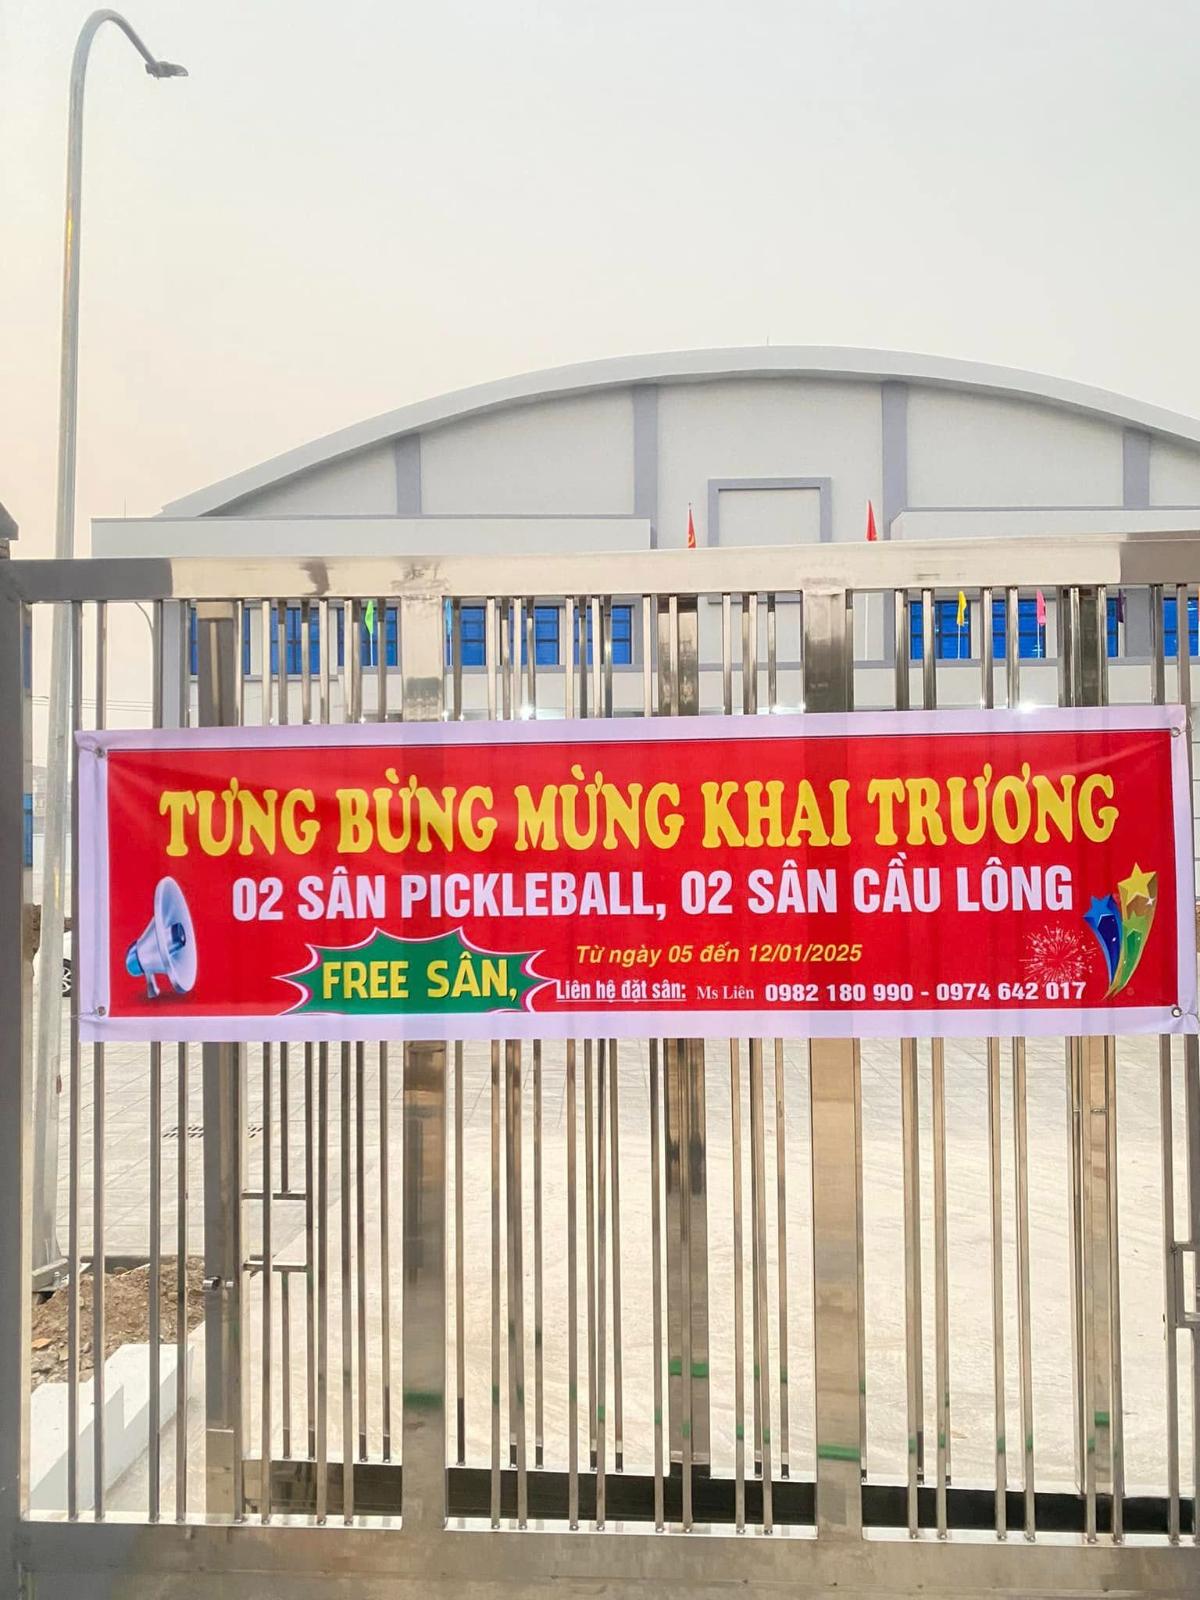 TƯNG BỪNG MỪNG KHAI TRƯƠNG
02 SÂN PICKLEBALL, 02 SÂN CẦU LÔNG
FREE SÂN,
Từ ngày 05 đến 12/01/2025
Liên hệ đặt sân: Ms Liên 0982 180 990 - 0974 642 017